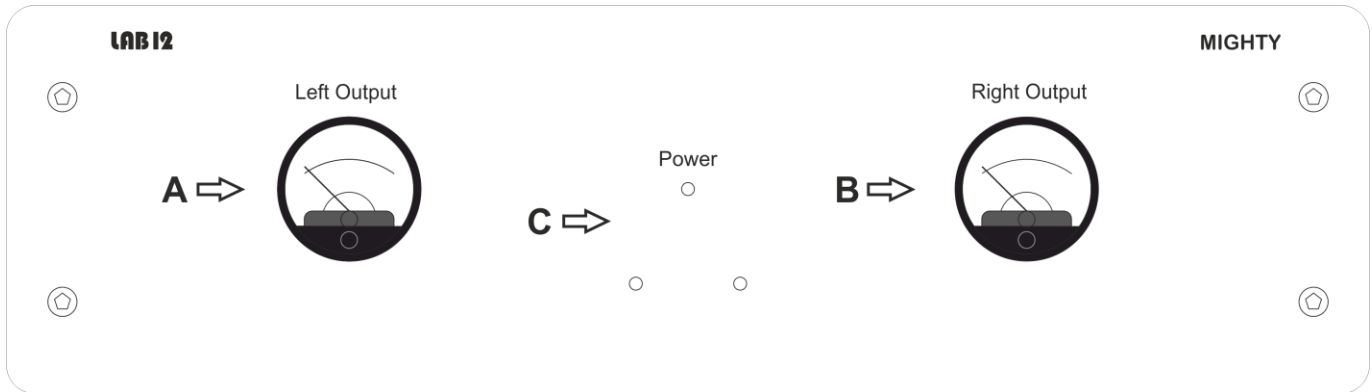 LAB12
MIGHTY
Left Output
Right Output
Power
A
B
C